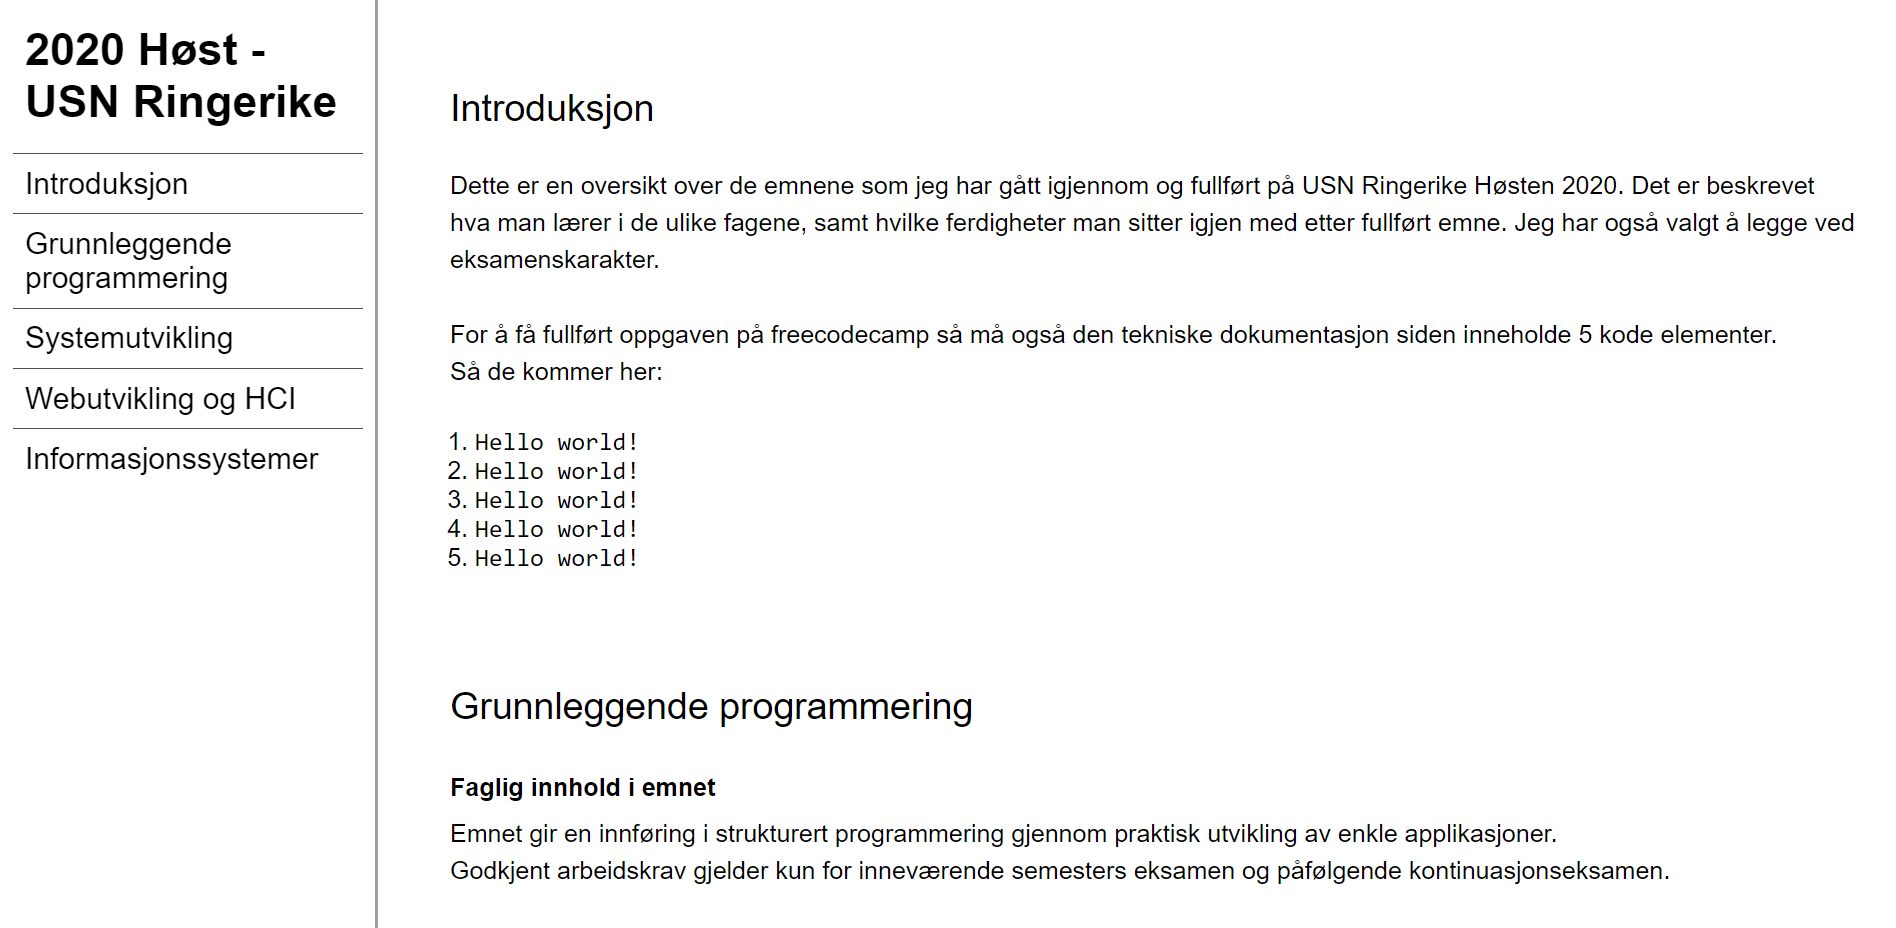 2020 Høst -
USN Ringerike
Introduksjon
Grunnleggende
programmering
Systemutvikling
Webutvikling og HCI
Informasjonssystemer
Introduksjon
Dette er en oversikt over de emnene som jeg har gått igjennom og fullført på USN Ringerike Høsten 2020. Det er beskrevet
hva man lærer i de ulike fagene, samt hvilke ferdigheter man sitter igjen med etter fullført emne. Jeg har også valgt å legge ved
eksamenskarakter.
For å få fullført oppgaven på freecodecamp så må også den tekniske dokumentasjon siden inneholde 5 kode elementer.
Så de kommer her:
1. Hello world!
2. Hello world!
3. Hello world!
4. Hello world!
5. Hello world!
Grunnleggende programmering
Faglig innhold i emnet
Emnet gir en innføring i strukturert programmering gjennom praktisk utvikling av enkle applikasjoner.
Godkjent arbeidskrav gjelder kun for inneværende semesters eksamen og påfølgende kontinuasjonseksamen.